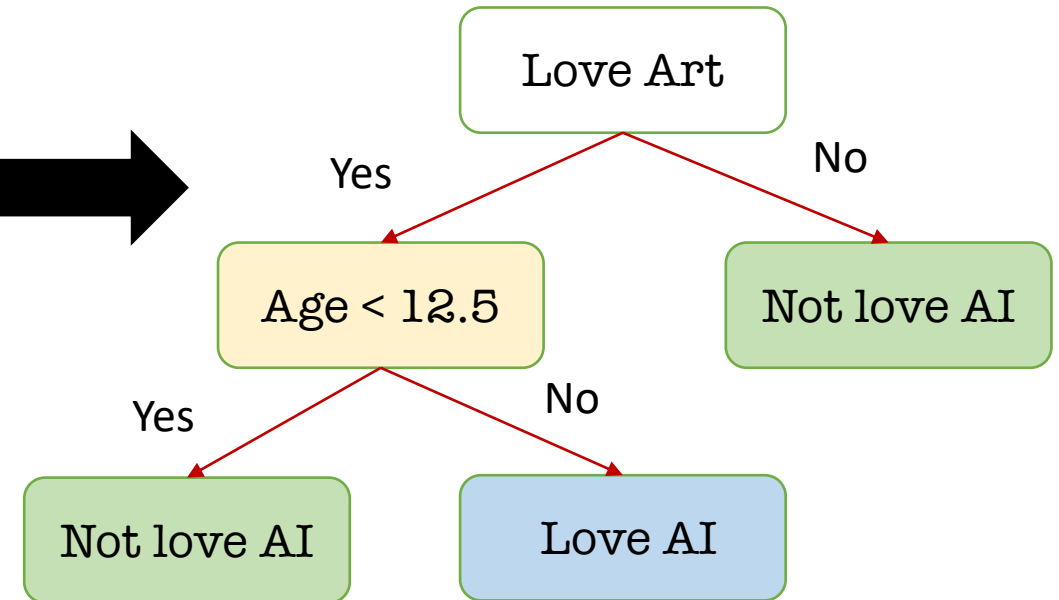 Love Art
Yes
No
Age < 12.5
Not love AI
Yes
No
Not love AI
Love AI